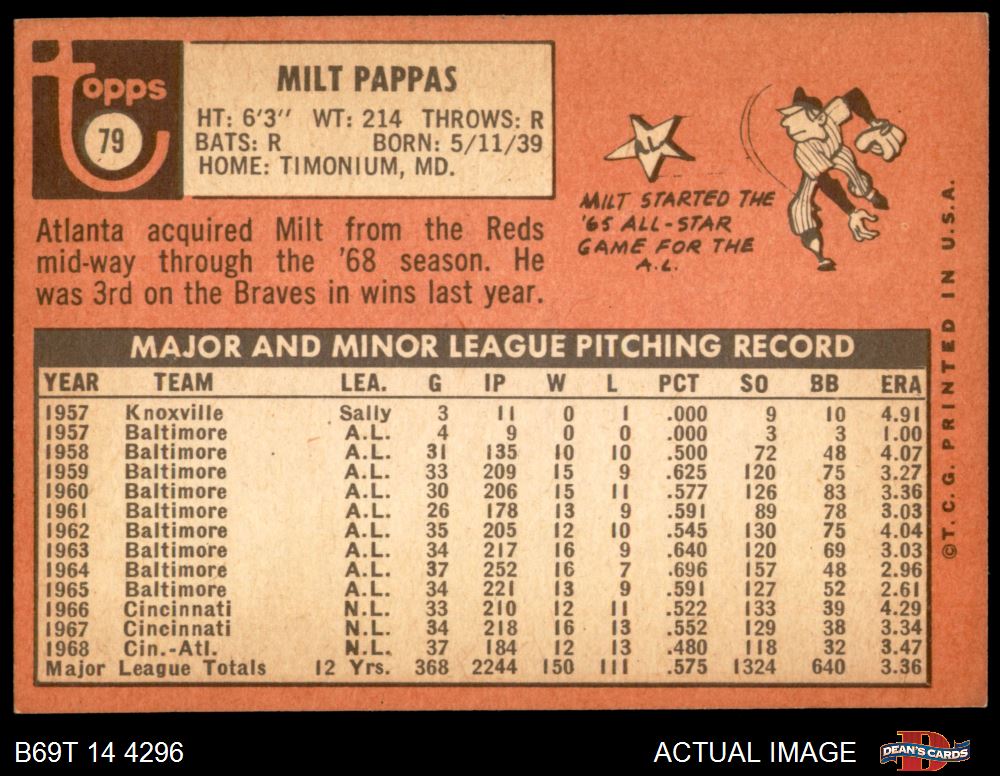 topps
79
MILT PAPPAS
HT: 6'3'' WT: 214 THROWS: R
BATS: R BORN: 5/11/39
HOME: TIMONIUM, MD.
MILT STARTED THE
'65 ALL-STAR
GAME FOR THE
A.L.
Atlanta acquired Milt from the Reds
mid-way through the '68 season. He
was 3rd on the Braves in wins last year.
MAJOR AND MINOR LEAGUE PITCHING RECORD
YEAR TEAM LEA. G IP W L PCT SO BB ERA
1957 Knoxville Sally 3 11 0 1 .000 9 10 4.91
1957 Baltimore A.L. 4 9 0 0 .000 3 3 1.00
1958 Baltimore A.L. 31 135 10 10 .500 72 48 4.07
1959 Baltimore A.L. 33 209 15 9 .625 120 75 3.27
1960 Baltimore A.L. 30 206 15 11 .577 126 83 3.36
1961 Baltimore A.L. 26 178 13 9 .591 89 78 3.03
1962 Baltimore A.L. 35 205 12 10 .545 130 75 4.04
1963 Baltimore A.L. 34 217 16 9 .640 120 69 3.03
1964 Baltimore A.L. 37 252 16 7 .696 157 48 2.96
1965 Baltimore A.L. 34 221 13 9 .591 127 52 2.61
1966 Cincinnati N.L. 33 210 12 11 .522 133 39 4.29
1967 Cincinnati N.L. 34 218 16 13 .552 129 38 3.34
1968 Cin.-Atl. N.L. 37 184 12 13 .480 118 32 3.47
Major League Totals 12 Yrs. 368 2244 150 111 .575 1324 640 3.36
©T.C.G. PRINTED IN U.S.A.
B69T 14 4296
ACTUAL IMAGE
D
DEAN'S CARDS